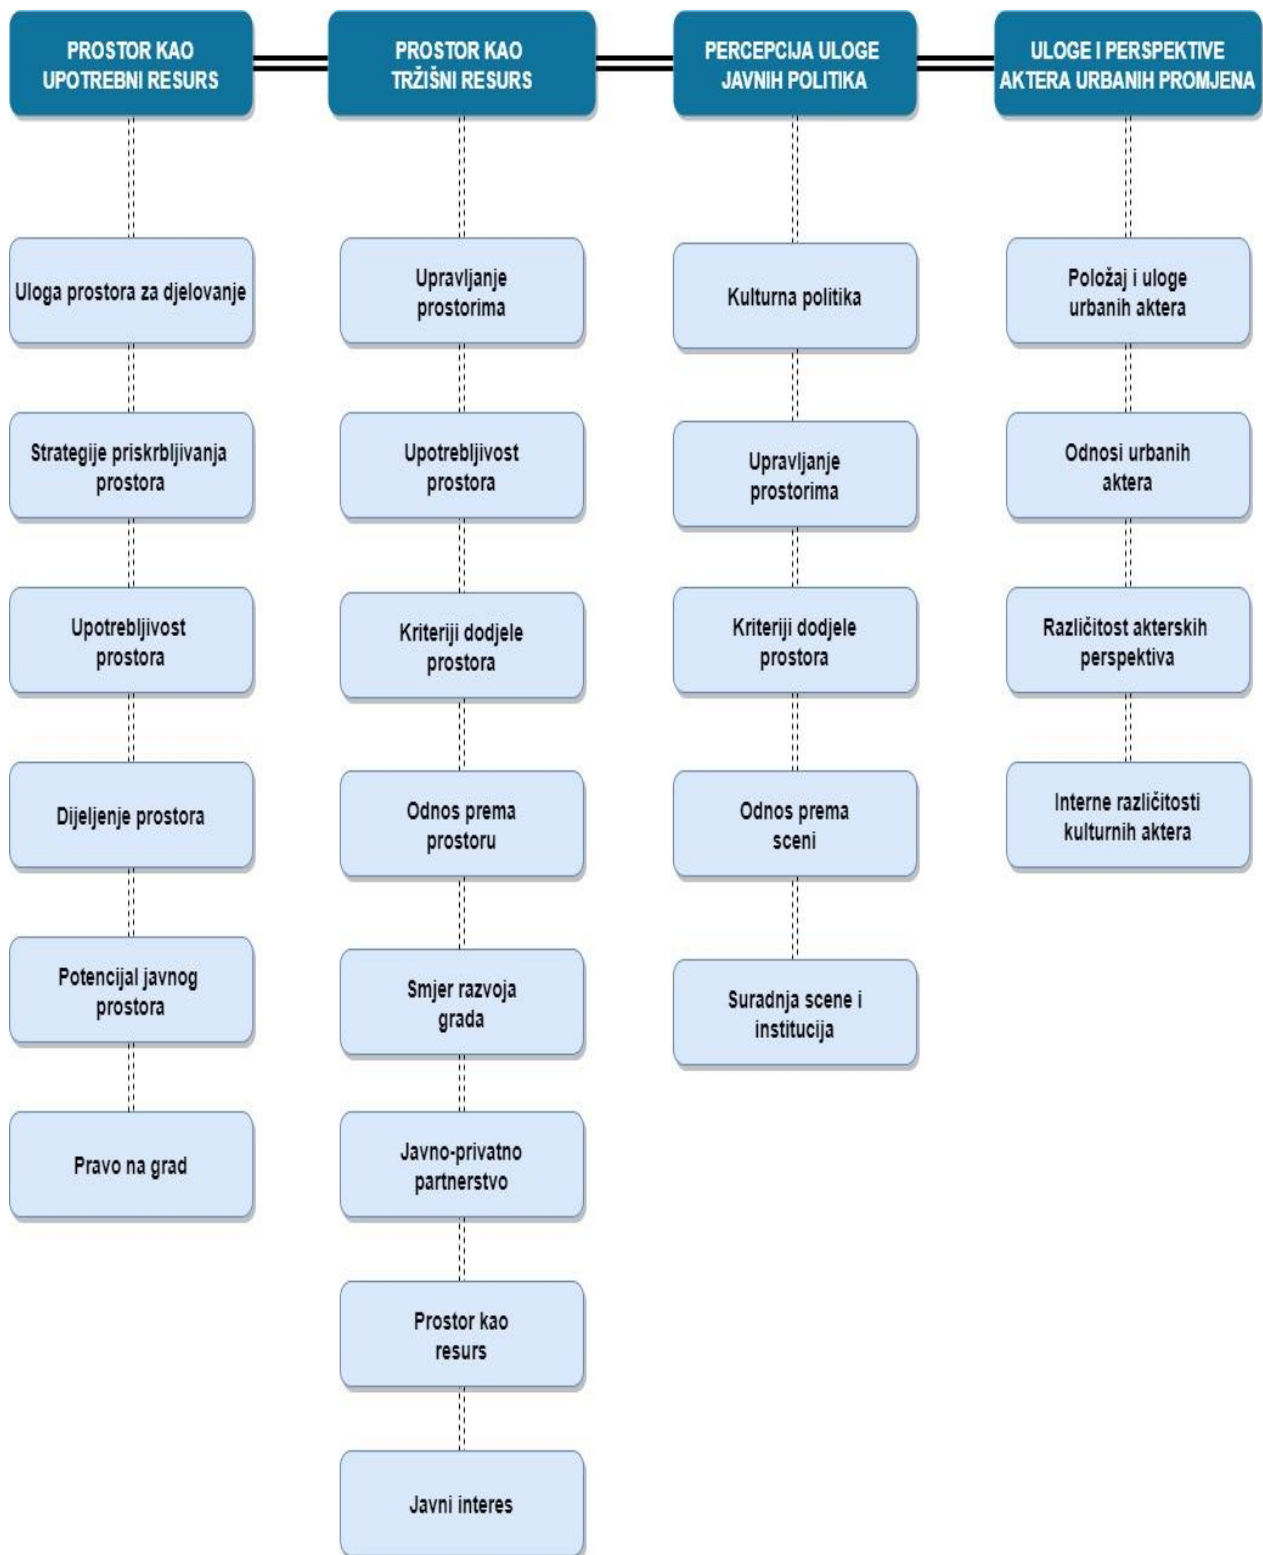 PROSTOR KAO
UPOTREBNI RESURS
PROSTOR KAO
TRŽIŠNI RESURS
PERCEPCIJA ULOGE
JAVNIH POLITIKA
ULOGE I PERSPEKTIVE
AKTERA URBANIH PROMJENA
Uloga prostora za djelovanje
Strategije priskrbljivanja
prostora
Upotrebljivost
prostora
Dijeljenje prostora
Potencijal javnog
prostora
Pravo na grad
Upravljanje
prostorima
Upotrebljivost
prostora
Kriteriji dodjele
prostora
Odnos prema
prostoru
Smjer razvoja
grada
Javno-privatno
partnerstvo
Prostor kao
resurs
Javni interes
Kulturna politika
Upravljanje
prostorima
Kriteriji dodjele
prostora
Odnos prema
sceni
Suradnja scene i
institucija
Položaj i uloge
urbanih aktera
Odnosi urbanih
aktera
Različitost akterskih
perspektiva
Interne različitosti
kulturnih aktera